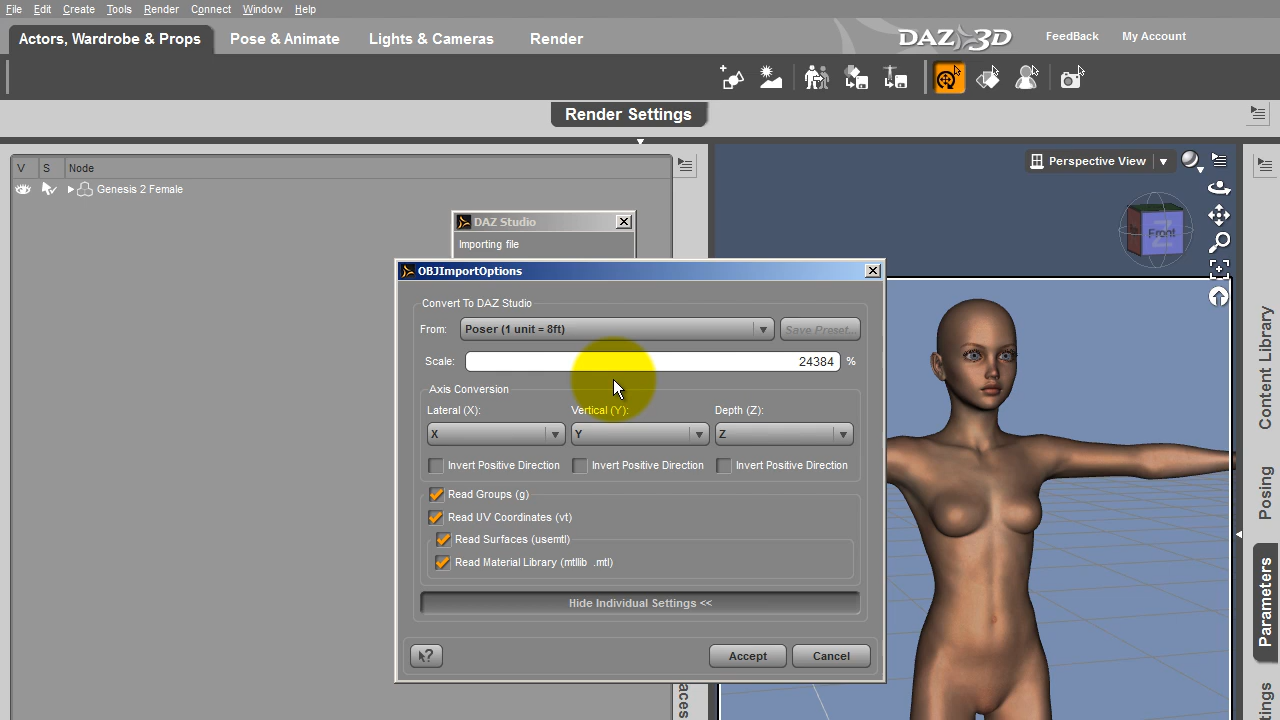 File Edit Create Tools Render Connect Window Help
Actors, Wardrobe & Props Pose & Animate Lights & Cameras Render DAZ 3D FeedBack My Account
Render Settings
V S Node
Genesis 2 Female
Perspective View
Front
DAZ Studio
Importing file
OBJImportOptions
Convert To DAZ Studio
From: Poser (1 unit = 8ft) Save Preset...
Scale: 24384 %
Axis Conversion
Lateral (X): Vertical (Y): Depth (Z):
X Y Z
Invert Positive Direction Invert Positive Direction Invert Positive Direction
Read Groups (g)
Read UV Coordinates (vt)
Read Surfaces (usemtl)
Read Material Library (mtllib .mtl)
Hide Individual Settings <<
Accept Cancel
Content Library
Posing
Parameters